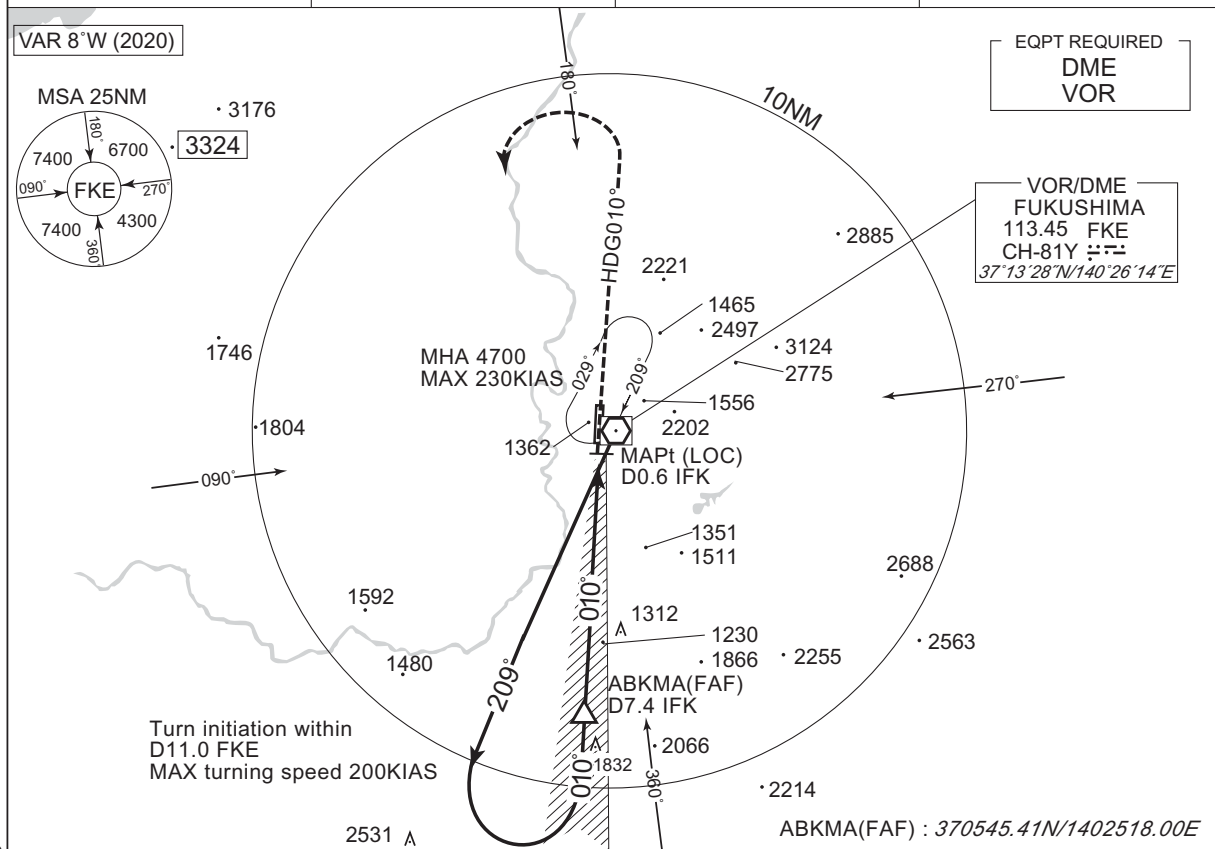 VAR 8°W (2020)
EQPT REQUIRED
DME
VOR
MSA 25NM
180°
7400
6700
090°
FKE
270°
7400
4300
360°
3176
3324
180°
10NM
HDG010°
VOR/DME
FUKUSHIMA
113.45 FKE
CH-81Y
37°13′28″N/140°26′14″E
2885
2221
1465
2497
3124
2775
1746
MHA 4700
MAX 230KIAS
029°
209°
270°
1556
2202
1804
1362
MAPt (LOC)
D0.6 IFK
090°
1351
1511
2688
1592
010°
1312
1230
2563
1866
2255
1480
209°
ABKMA(FAF)
D7.4 IFK
Turn initiation within
D11.0 FKE
MAX turning speed 200KIAS
2066
1832
010°
360°
2214
2531
ABKMA(FAF) : 370545.41N/1402518.00E